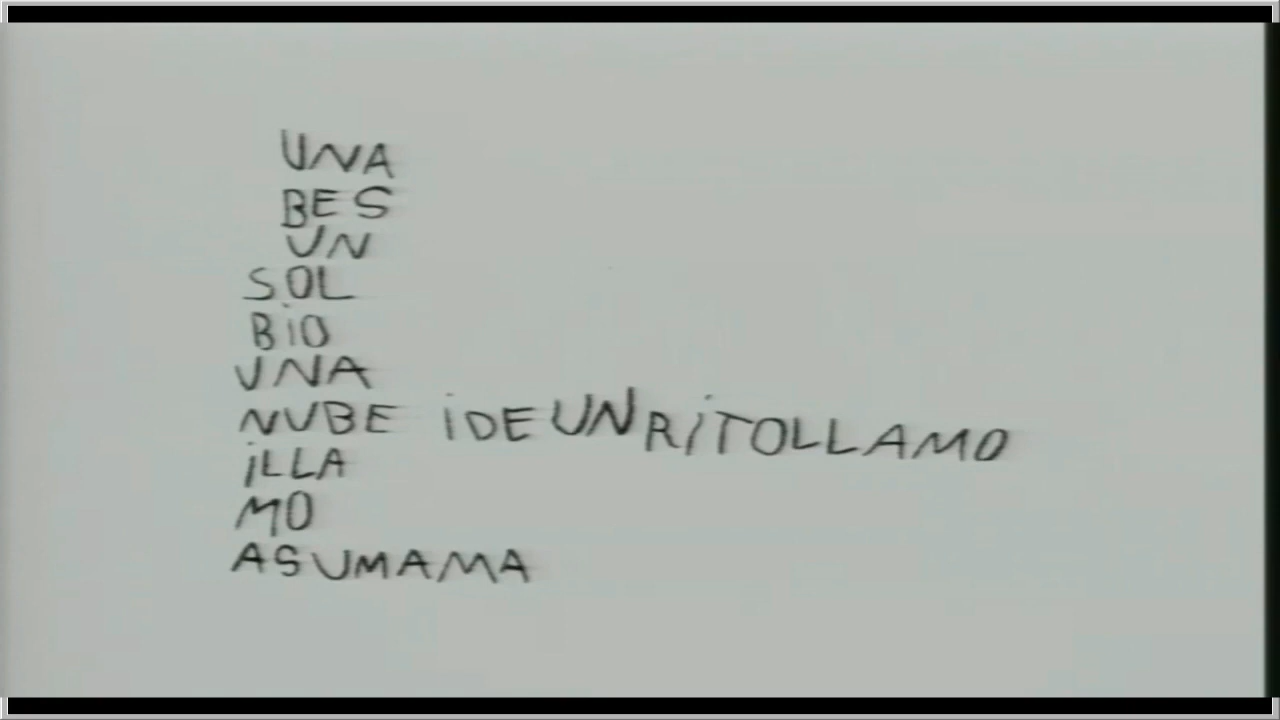 UNA
BES
UN
SOL
BiO
UNA
NUBE iDEUNRiTOLLAMO
iLLA
MO
ASUMAMA